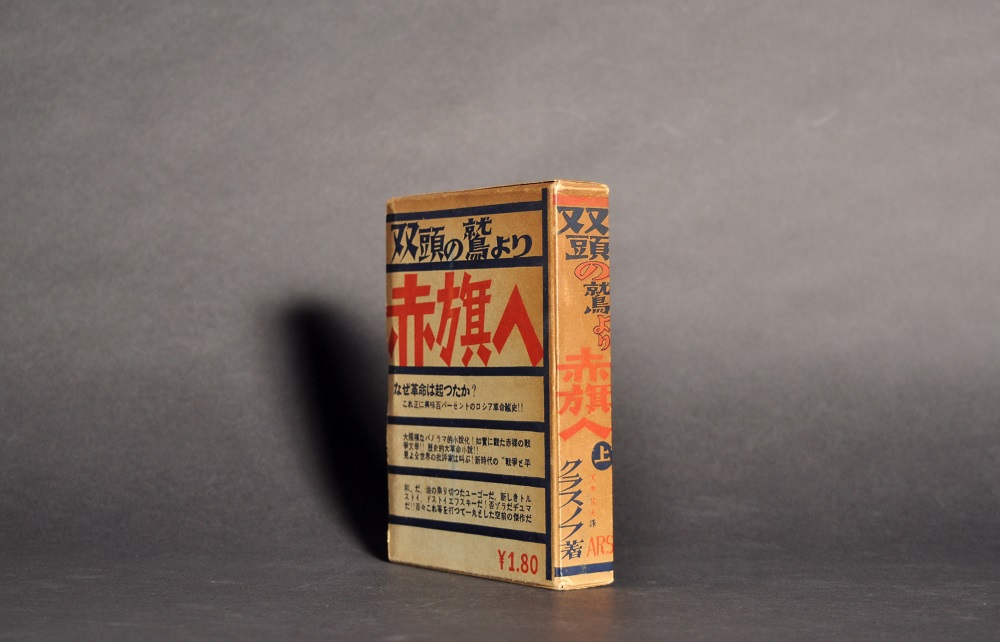 双頭の鷲より
赤旗へ
なぜ革命は起つたか?
これ正に興味百パーセントのロシア革命秘史!!
大規模なパノラマ的小説化!如實に觀た赤裸の戰
爭文學!!歴史的大革命小説!!
見よ全世界の批評家は叫ぶ!新時代の“戰爭と平
和”だ、油の乗り切つたユーゴーだ、新しきトル
ストイ、ドストイエフスキーだ!否ゾラだデュマ
だ!!否々これ等を打つて一丸とした空前の傑作だ
¥1.80
双頭の鷲より
赤旗へ
上
クラスノフ著
譯
ARS